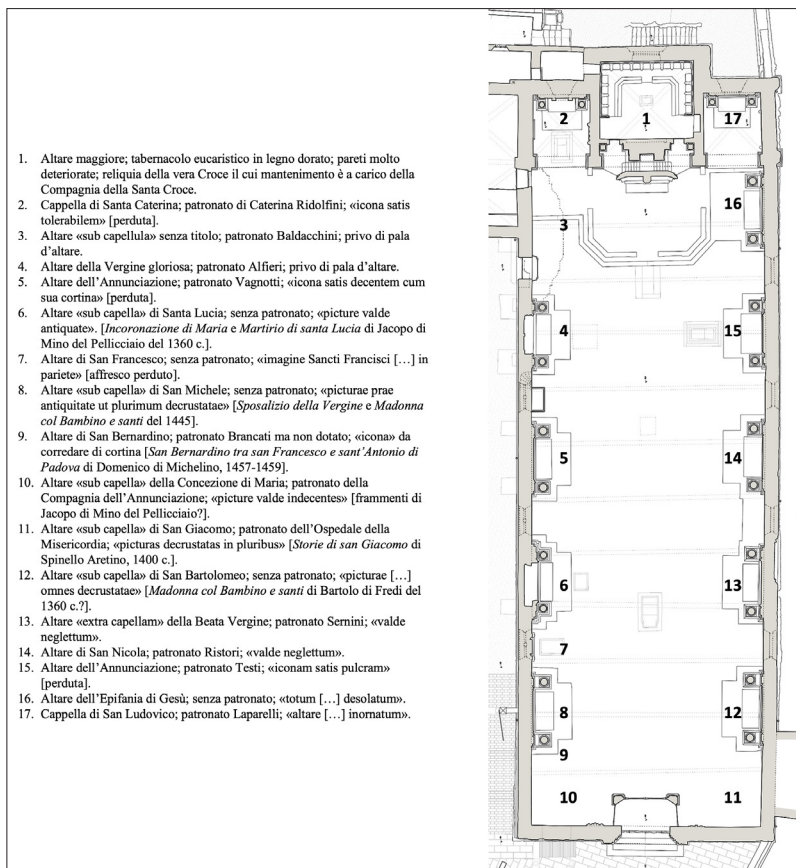 1. Altare maggiore; tabernacolo eucaristico in legno dorato; pareti molto
deteriorate; reliquia della vera Croce il cui mantenimento è a carico della
Compagnia della Santa Croce.
2. Cappella di Santa Caterina; patronato di Caterina Ridolfini; «icona satis
tolerabilem» [perduta].
3. Altare «sub capellula» senza titolo; patronato Baldacchini; privo di pala
d'altare.
4. Altare della Vergine gloriosa; patronato Alfieri; privo di pala d'altare.
5. Altare dell'Annunciazione; patronato Vagnotti; «icona satis decentem cum
sua cortina» [perduta].
6. Altare «sub capella» di Santa Lucia; senza patronato; «picture valde
antiquate». [Incoronazione di Maria e Martirio di santa Lucia di Jacopo di
Mino del Pellicciaio del 1360 c.].
7. Altare di San Francesco; senza patronato; «imagine Sancti Francisci […] in
pariete» [affresco perduto].
8. Altare «sub capella» di San Michele; senza patronato; «picturae prae
antiquitate ut plurimum decrustatae» [Sposalizio della Vergine e Madonna
col Bambino e santi del 1445].
9. Altare di San Bernardino; patronato Brancati ma non dotato; «icona» da
corredare di cortina [San Bernardino tra san Francesco e sant'Antonio di
Padova di Domenico di Michelino, 1457-1459].
10. Altare «sub capella» della Concezione di Maria; patronato della
Compagnia dell'Annunciazione; «picture valde indecentes» [frammenti di
Jacopo di Mino del Pellicciaio?].
11. Altare «sub capella» di San Giacomo; patronato dell'Ospedale della
Misericordia; «picturas decrustatas in pluribus» [Storie di san Giacomo di
Spinello Aretino, 1400 c.].
12. Altare «sub capella» di San Bartolomeo; senza patronato; «picturae […]
omnes decrustatae» [Madonna col Bambino e santi di Bartolo di Fredi del
1360 c.?].
13. Altare «extra capellam» della Beata Vergine; patronato Sernini; «valde
neglettum».
14. Altare di San Nicola; patronato Ristori; «valde neglettum».
15. Altare dell'Annunciazione; patronato Testi; «iconam satis pulcram»
[perduta].
16. Altare dell'Epifania di Gesù; senza patronato; «totum […] desolatum».
17. Cappella di San Ludovico; patronato Laparelli; «altare […] inornatum».
2 1 17
16
3
4 15
5 14
6 13
7
8 12
9
10 11